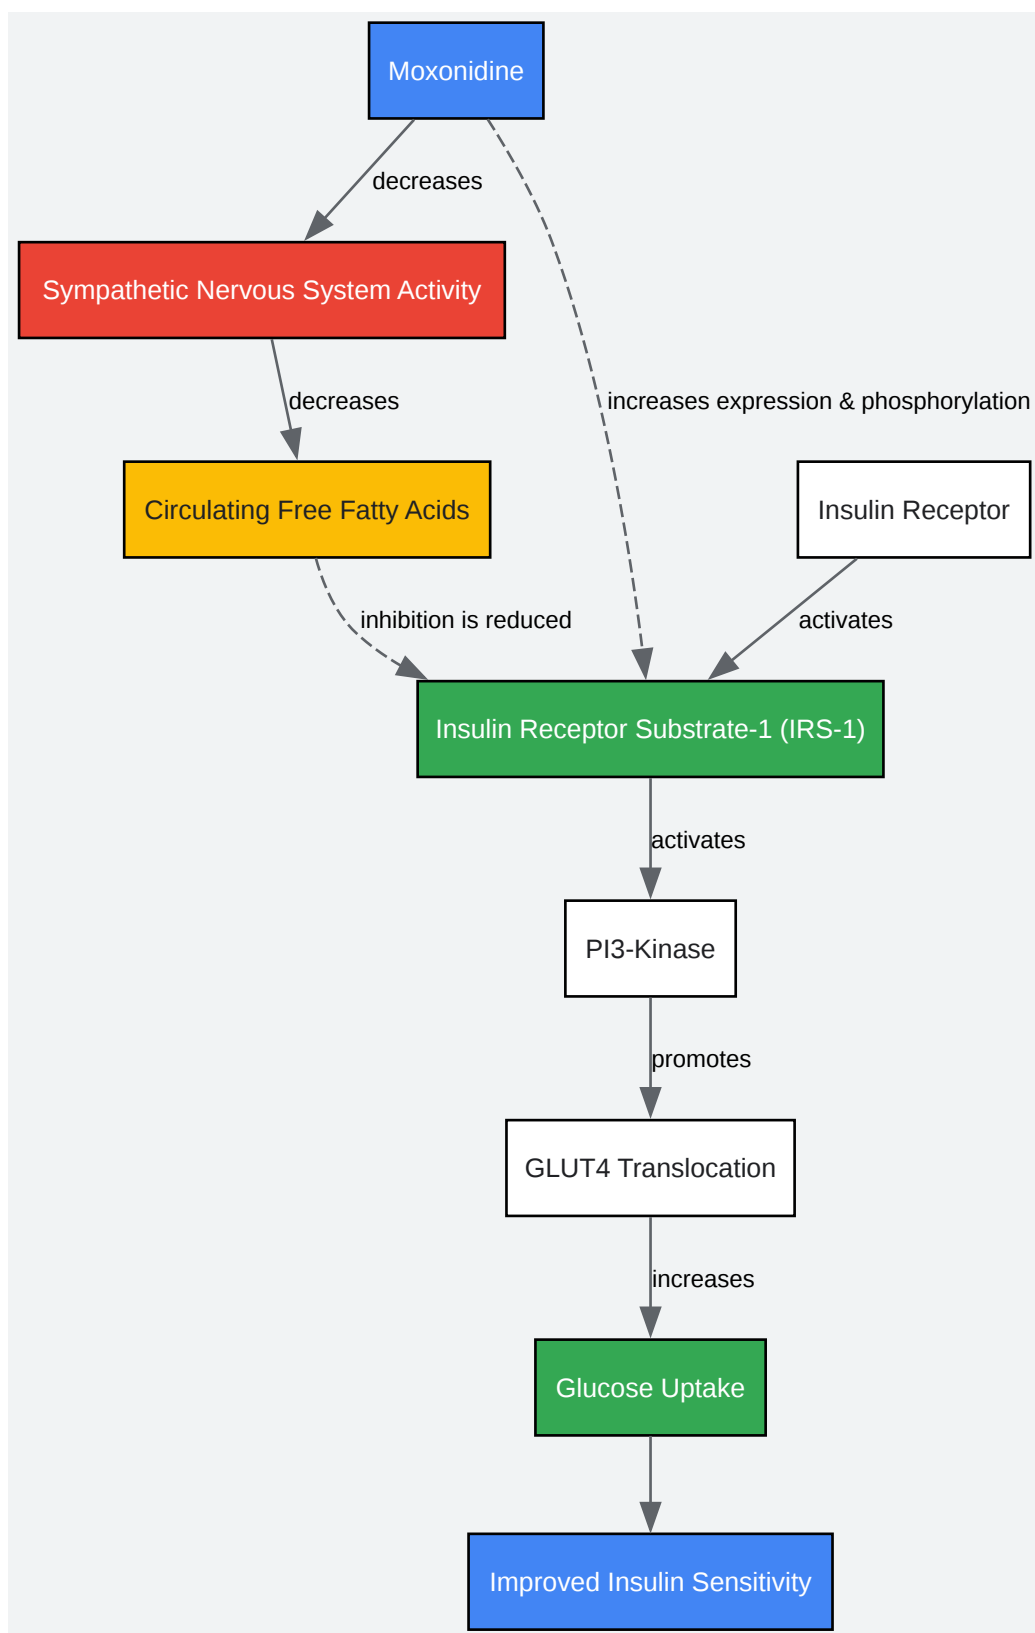 Moxonidine
decreases
Sympathetic Nervous System Activity
decreases
increases expression & phosphorylation
Circulating Free Fatty Acids
Insulin Receptor
inhibition is reduced
activates
Insulin Receptor Substrate-1 (IRS-1)
activates
PI3-Kinase
promotes
GLUT4 Translocation
increases
Glucose Uptake
Improved Insulin Sensitivity